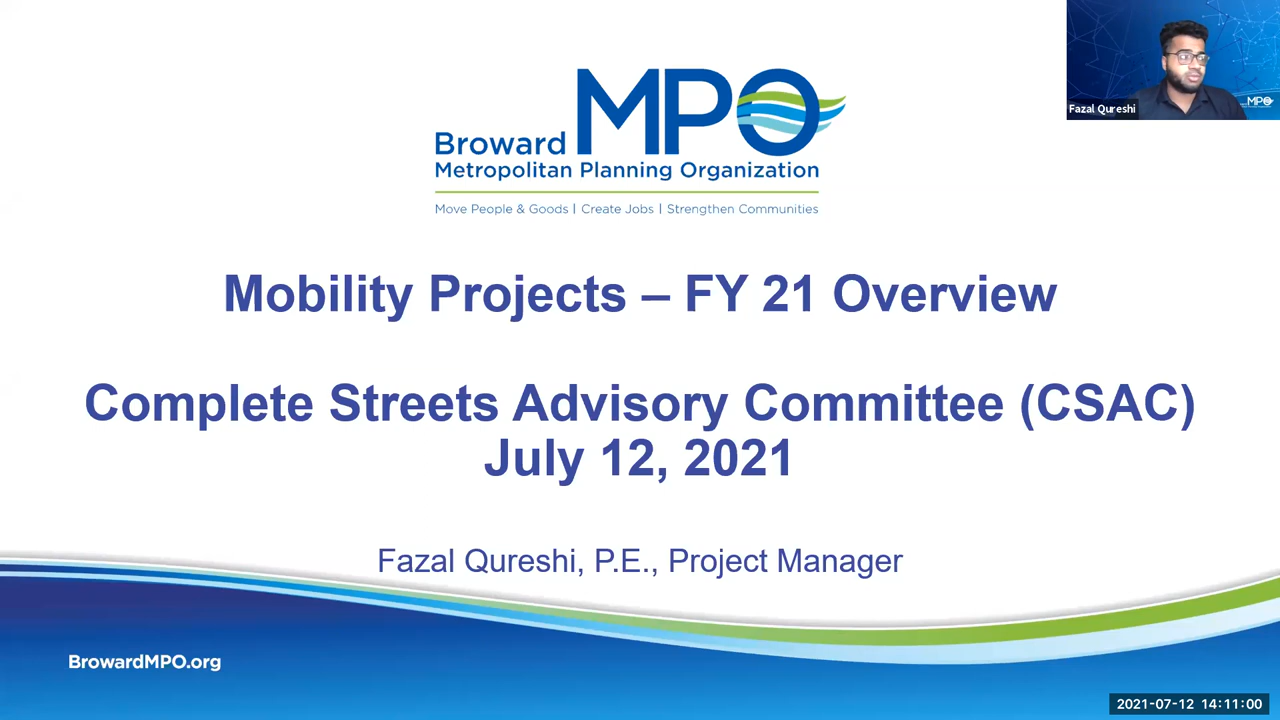 Fazal Qureshi
MPO
Broward MPO
Metropolitan Planning Organization
Move People & Goods | Create Jobs | Strengthen Communities
Mobility Projects – FY 21 Overview
Complete Streets Advisory Committee (CSAC)
July 12, 2021
Fazal Qureshi, P.E., Project Manager
BrowardMPO.org
2021-07-12 14:11:00